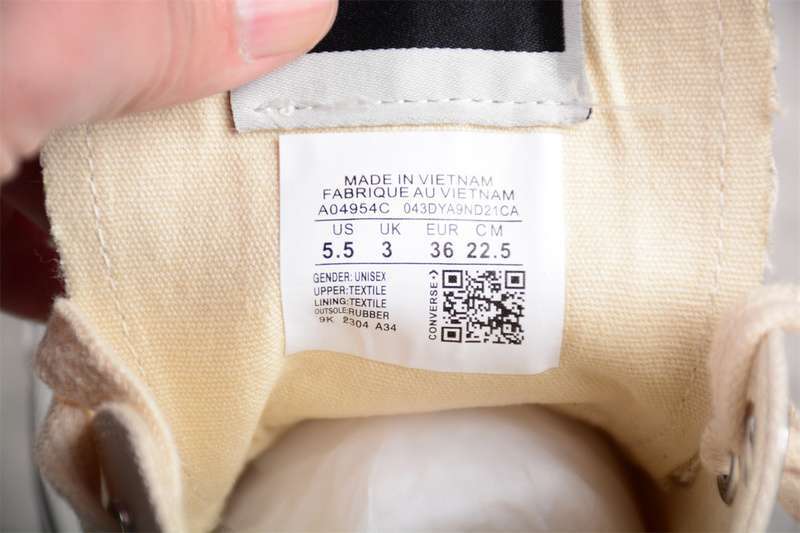 MADE IN VIETNAM
FABRIQUE AU VIETNAM
A04954C 043DYA9ND21CA
US UK EUR CM
5.5 3 36 22.5
GENDER: UNISEX
UPPER:TEXTILE
LINING:TEXTILE
OUTSOLE:RUBBER
9K 2304 A34
CONVERSE->